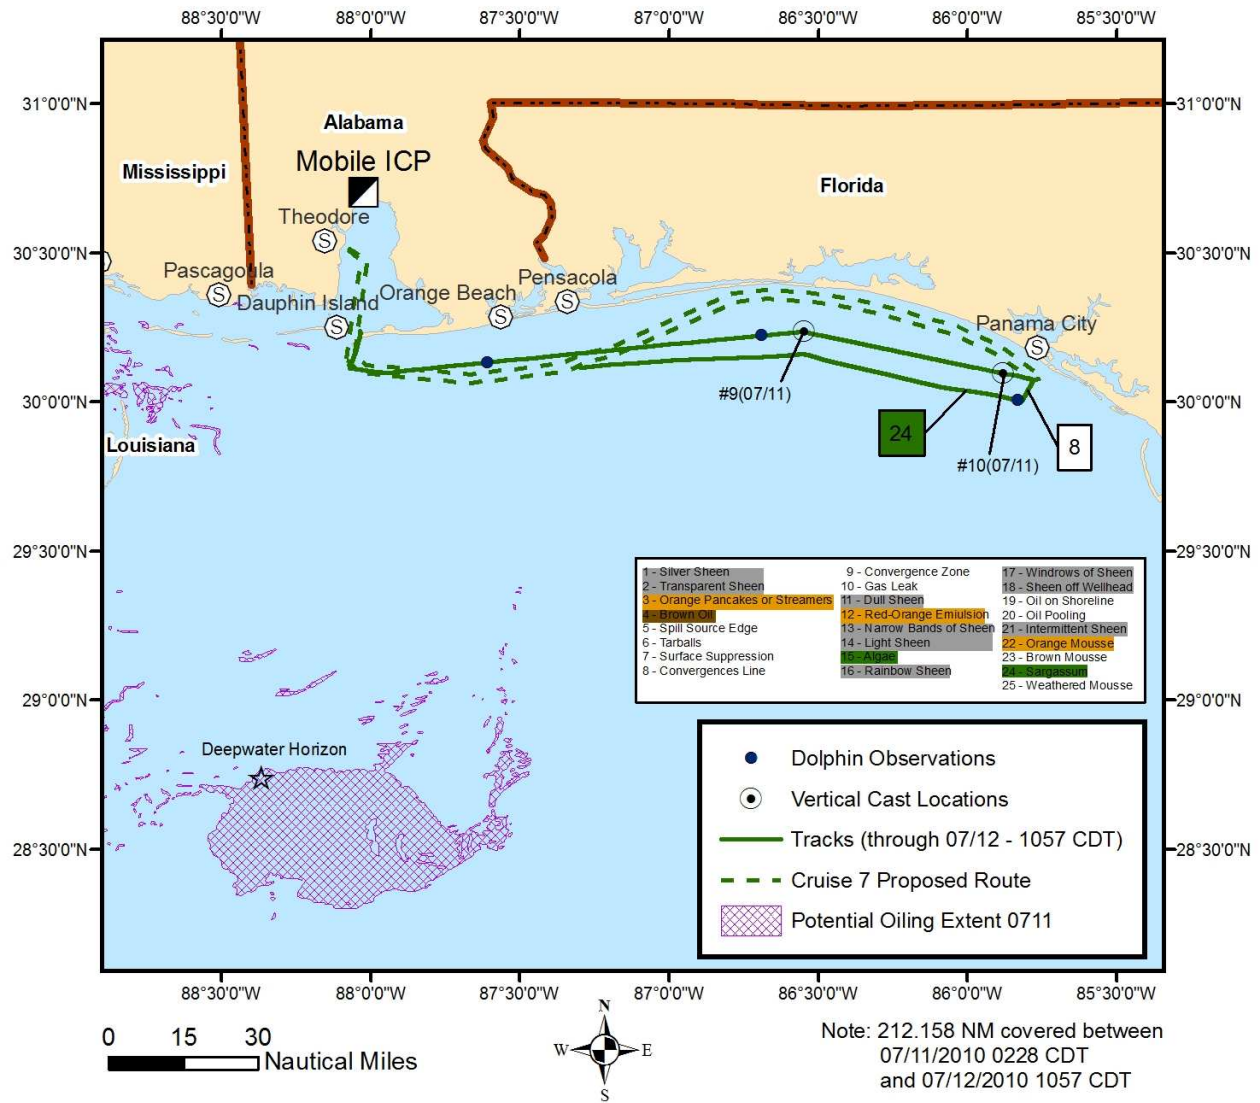 88°30'0"W 88°0'0"W 87°30'0"W 87°0'0"W 86°30'0"W 86°0'0"W 85°30'0"W
31°0'0"N 31°0'0"N
Alabama
Mississippi
Mobile ICP
Florida
Theodore
S
30°30'0"N 30°30'0"N
Pascagoula
S
Dauphin Island
S
Orange Beach
S
Pensacola
S
Panama City
S
#9(07/11)
30°0'0"N 30°0'0"N
24
8
#10(07/11)
Louisiana
29°30'0"N 29°30'0"N
1 - Silver Sheen
2 - Transparent Sheen
3 - Orange Pancakes or Streamers
4 - Brown Oil
5 - Spill Source Edge
6 - Tarballs
7 - Surface Suppression
8 - Convergences Line
9 - Convergence Zone
10 - Gas Leak
11 - Dull Sheen
12 - Red-Orange Emiulsion
13 - Narrow Bands of Sheen
14 - Light Sheen
15 - Algae
16 - Rainbow Sheen
17 - Windrows of Sheen
18 - Sheen off Wellhead
19 - Oil on Shoreline
20 - Oil Pooling
21 - Intermittent Sheen
22 - Orange Mousse
23 - Brown Mousse
24 - Sargassum
25 - Weathered Mousse
29°0'0"N 29°0'0"N
Deepwater Horizon
Dolphin Observations
Vertical Cast Locations
Tracks (through 07/12 - 1057 CDT)
Cruise 7 Proposed Route
Potential Oiling Extent 0711
28°30'0"N 28°30'0"N
88°30'0"W 88°0'0"W 87°30'0"W 87°0'0"W 86°30'0"W 86°0'0"W 85°30'0"W
0 15 30
Nautical Miles
N
W E
S
Note: 212.158 NM covered between
07/11/2010 0228 CDT
and 07/12/2010 1057 CDT